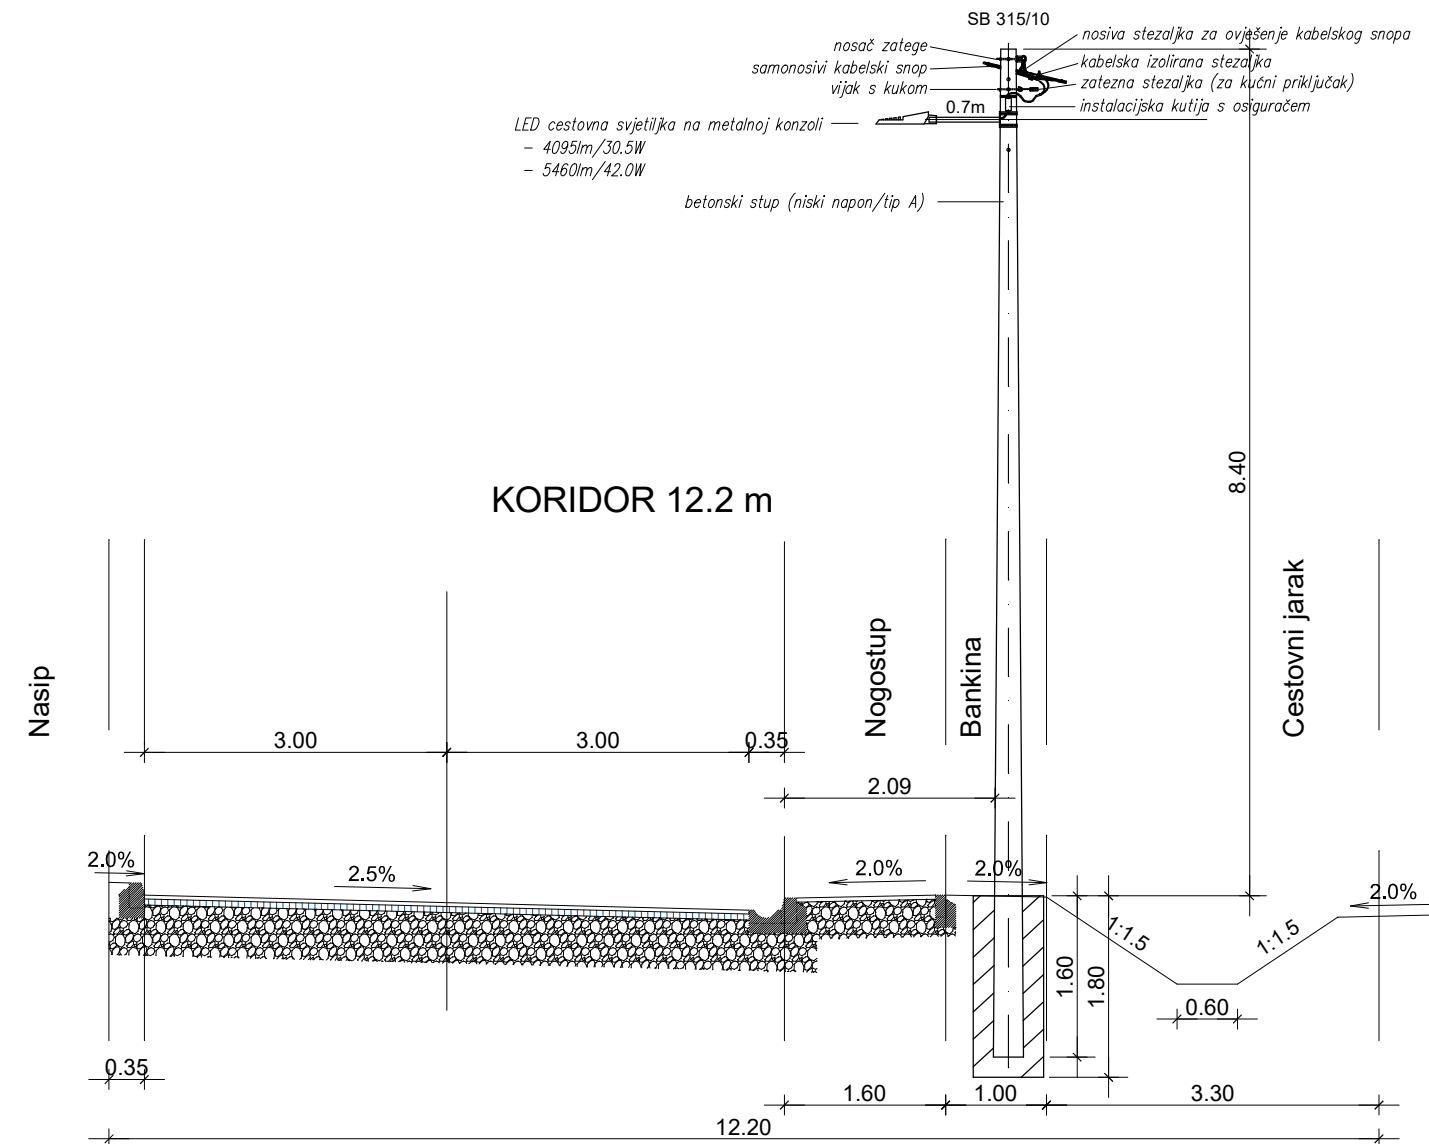 SB 315/10
nosač zatege
nosiva stezaljka za ovješenje kabelskog snopa
samonosivi kabelski snop
kabelska izolirana stezaljka
vijak s kukom
zatezna stezaljka (za kućni priključak)
0.7m
instalacijska kutija s osiguračem
LED cestovna svjetiljka na metalnoj konzoli
- 4095lm/30.5W
- 5460lm/42.0W
betonski stup (niski napon/tip A)
8.40
KORIDOR 12.2 m
Nasip
Nogostup
Bankina
Cestovni jarak
3.00
3.00
0.35
2.09
2.0%
2.5%
2.0%
2.0%
2.0%
1:1.5
1:1.5
1.60
1.80
0.60
0.35
1.60
1.00
3.30
12.20